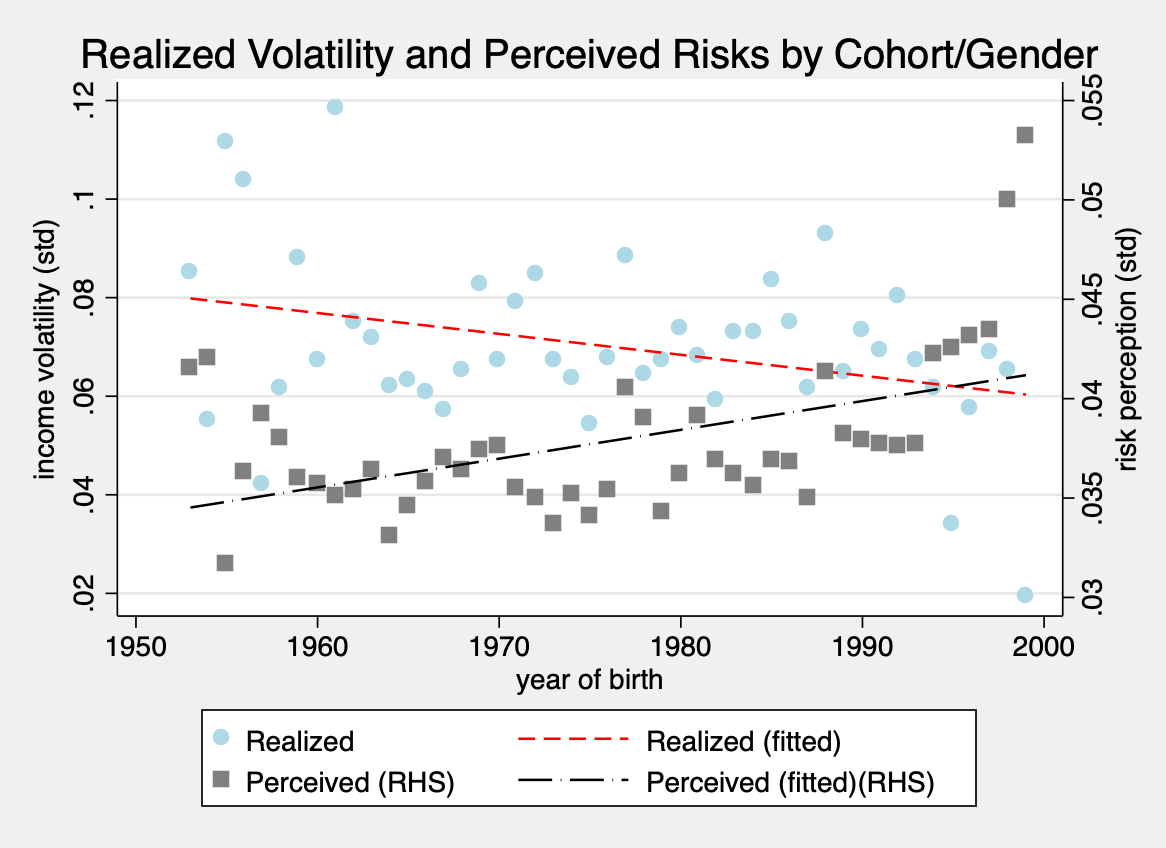 Realized Volatility and Perceived Risks by Cohort/Gender
income volatility (std)
.12
.1
.08
.06
.04
.02
.055
.05
.045
.04
.035
.03
risk perception (std)
1950 1960 1970 1980 1990 2000
year of birth
Realized Realized (fitted)
Perceived (RHS) Perceived (fitted)(RHS)